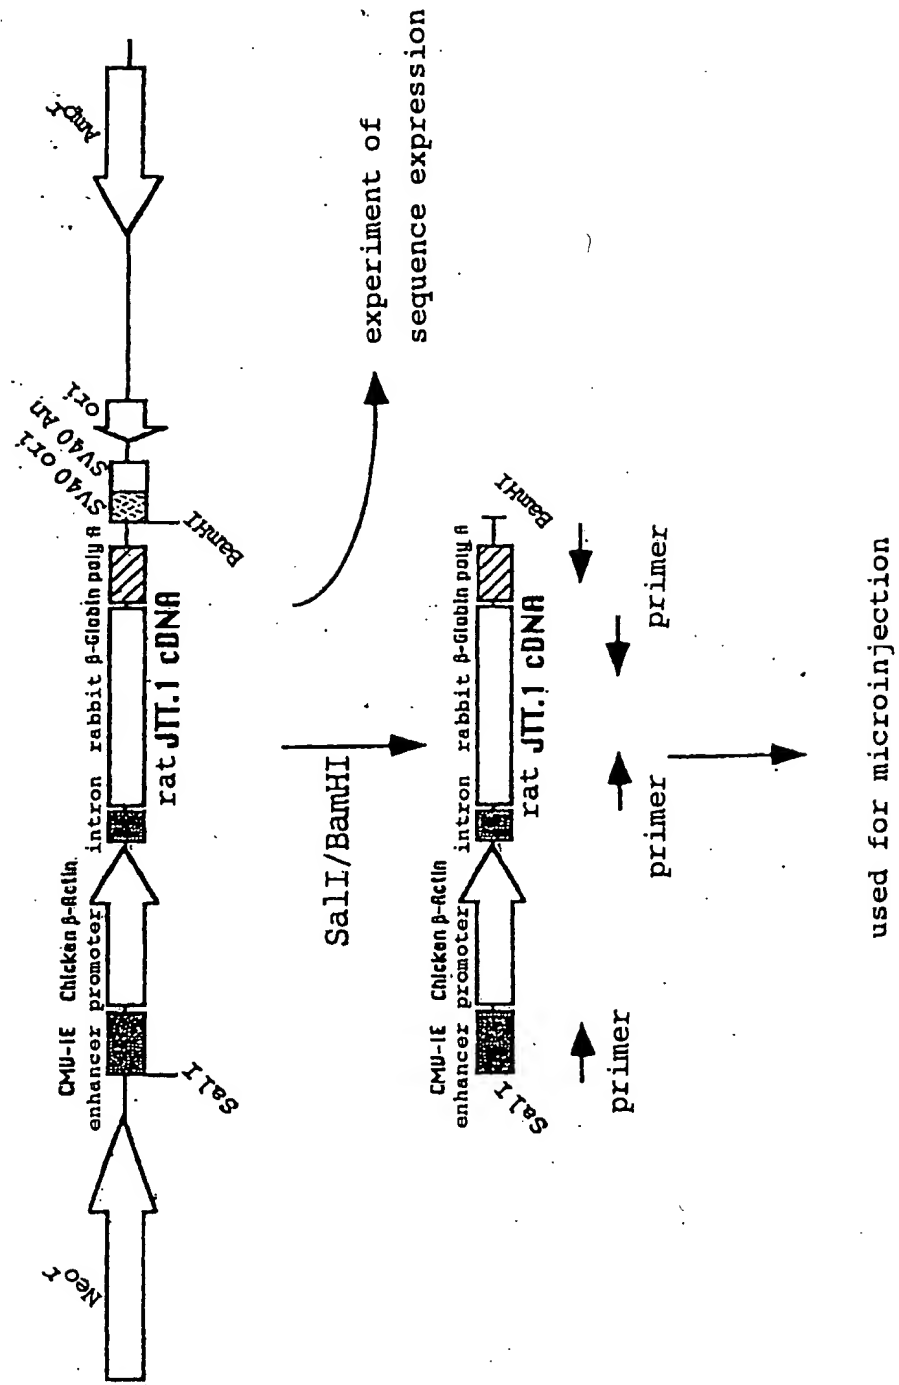 Neo^r
SalI
CMU-IE Chicken β-Actin
enhancer promoter intron rabbit β-Globin poly A
rat JTT.1 cDNA
BamHI
SV40 ori
SV40 An
ori
Amp^r
SalI/BamHI
experiment of
sequence expression
CMU-IE Chicken β-Actin
enhancer promoter intron rabbit β-Globin poly A
SalI
rat JTT.1 cDNA
BamHI
primer
primer
primer
used for microinjection